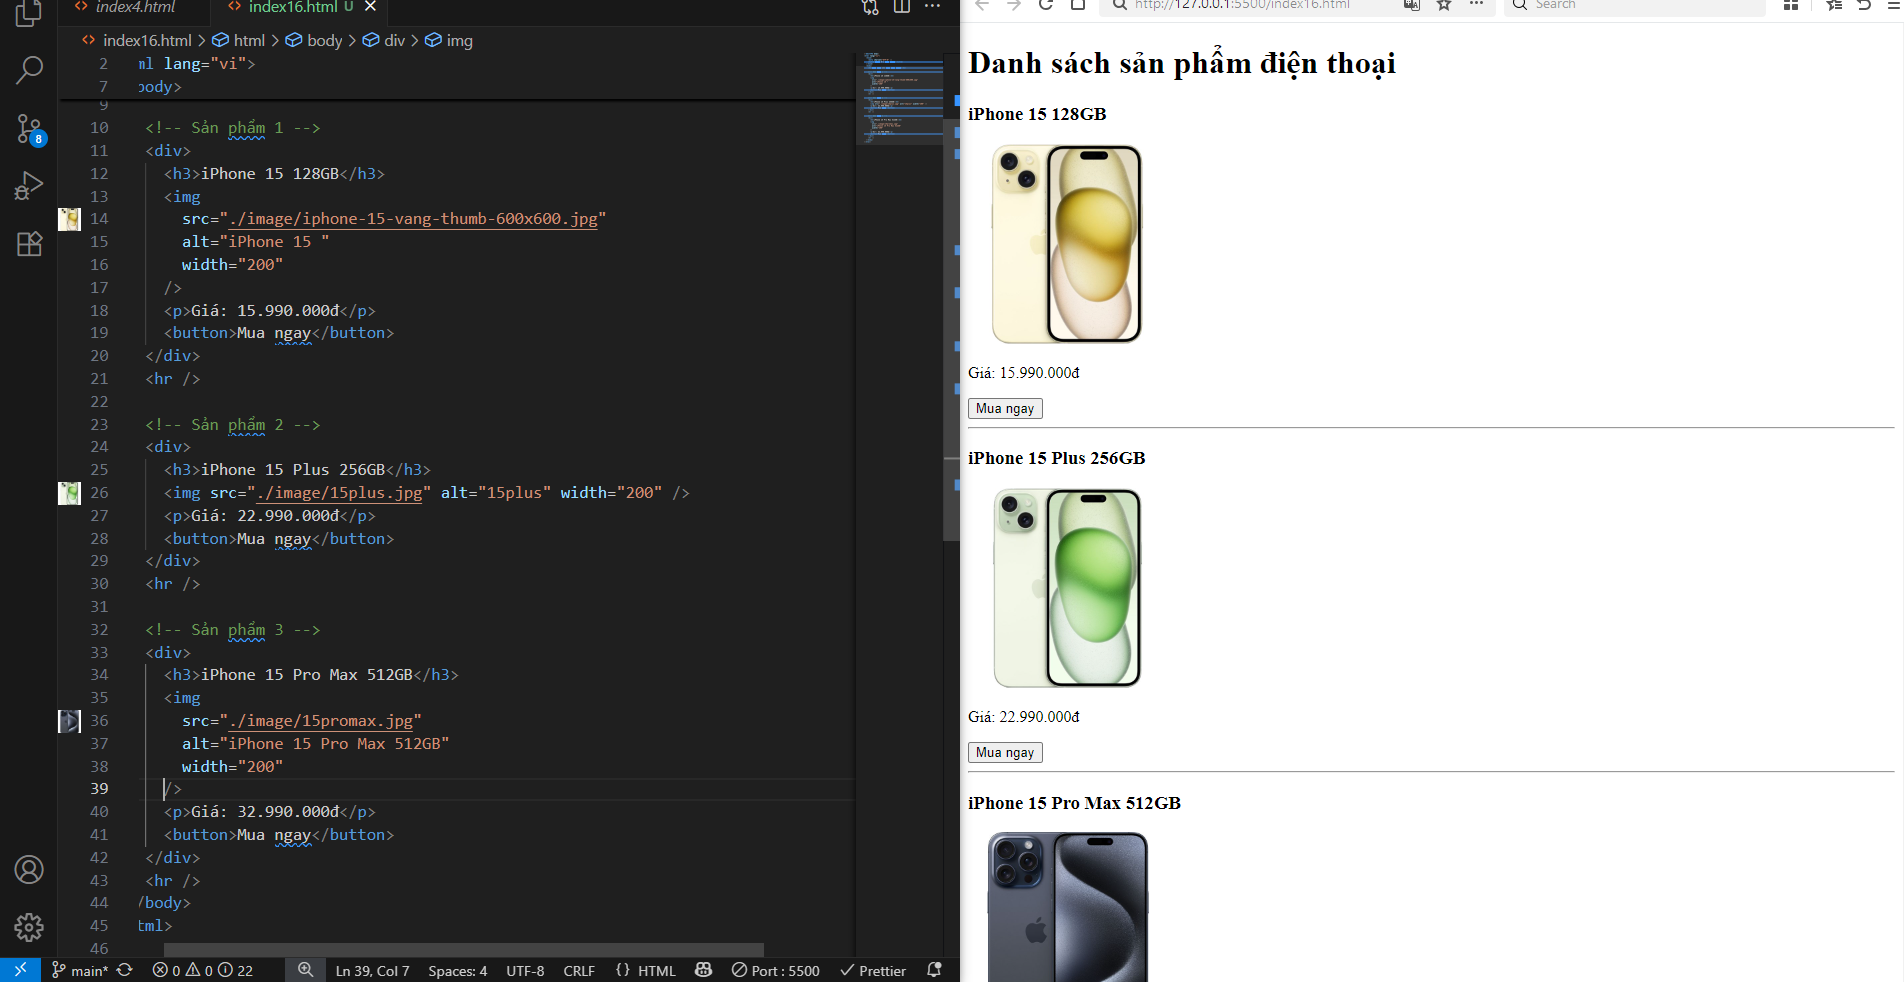 index4.html
index16.html U
index16.html > html > body > div > img
2 ml lang="vi">
7 body>
9
10 <!-- Sản phẩm 1 -->
11 <div>
12 <h3>iPhone 15 128GB</h3>
13 <img
14 src="./image/iphone-15-vang-thumb-600x600.jpg"
15 alt="iPhone 15 "
16 width="200"
17 />
18 <p>Giá: 15.990.000đ</p>
19 <button>Mua ngay</button>
20 </div>
21 <hr />
22
23 <!-- Sản phẩm 2 -->
24 <div>
25 <h3>iPhone 15 Plus 256GB</h3>
26 <img src="./image/15plus.jpg" alt="15plus" width="200" />
27 <p>Giá: 22.990.000đ</p>
28 <button>Mua ngay</button>
29 </div>
30 <hr />
31
32 <!-- Sản phẩm 3 -->
33 <div>
34 <h3>iPhone 15 Pro Max 512GB</h3>
35 <img
36 src="./image/15promax.jpg"
37 alt="iPhone 15 Pro Max 512GB"
38 width="200"
39 />
40 <p>Giá: 32.990.000đ</p>
41 <button>Mua ngay</button>
42 </div>
43 <hr />
44 /body>
45 tml>
46
8
main* 0 0 22 Ln 39, Col 7 Spaces: 4 UTF-8 CRLF {} HTML Port : 5500 Prettier
http://127.0.0.1:5500/index16.html
Search
Danh sách sản phẩm điện thoại
iPhone 15 128GB
Giá: 15.990.000đ
Mua ngay
iPhone 15 Plus 256GB
Giá: 22.990.000đ
Mua ngay
iPhone 15 Pro Max 512GB